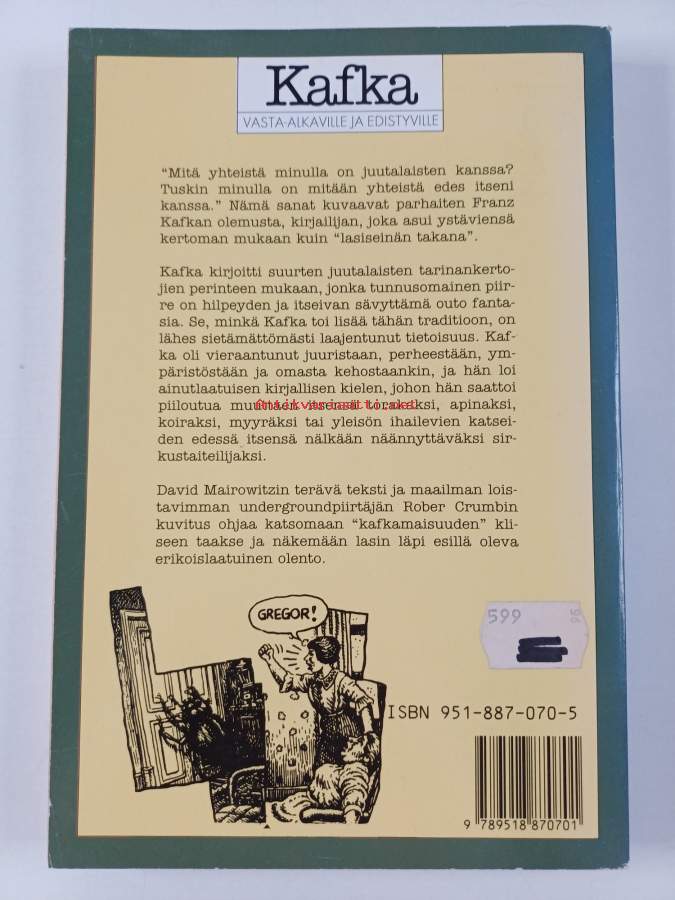 Kafka
VASTA-ALKAVILLE JA EDISTYVILLE
"Mitä yhteistä minulla on juutalaisten kanssa?
Tuskin minulla on mitään yhteistä edes itseni
kanssa." Nämä sanat kuvaavat parhaiten Franz
Kafkan olemusta, kirjailijan, joka asui ystäviensä
kertoman mukaan kuin "lasiseinän takana".
Kafka kirjoitti suurten juutalaisten tarinankerto-
jien perinteen mukaan, jonka tunnusomainen piir-
re on hilpeyden ja itseivan sävyttämä outo fanta-
sia. Se, minkä Kafka toi lisää tähän traditioon, on
lähes sietämättömästi laajentunut tietoisuus. Kaf-
ka oli vieraantunut juuristaan, perheestään, ym-
päristöstään ja omasta kehostaankin, ja hän loi
ainutlaatuisen kirjallisen kielen, johon hän saattoi
piiloutua muuttaen itsensä torakaksi, apinaksi,
koiraksi, myyräksi tai yleisön ihailevien katsei-
den edessä itsensä nälkään näännyttäväksi sir-
kustaiteilijaksi.
David Mairowitzin terävä teksti ja maailman lois-
tavimman undergroundpiirtäjän Rober Crumbin
kuvitus ohjaa katsomaan "kafkamaisuuden" kli-
seen taakse ja näkemään lasin läpi esillä oleva
erikoislaatuinen olento.
GREGOR!
599
96
ISBN 951-887-070-5
9 789518 870701